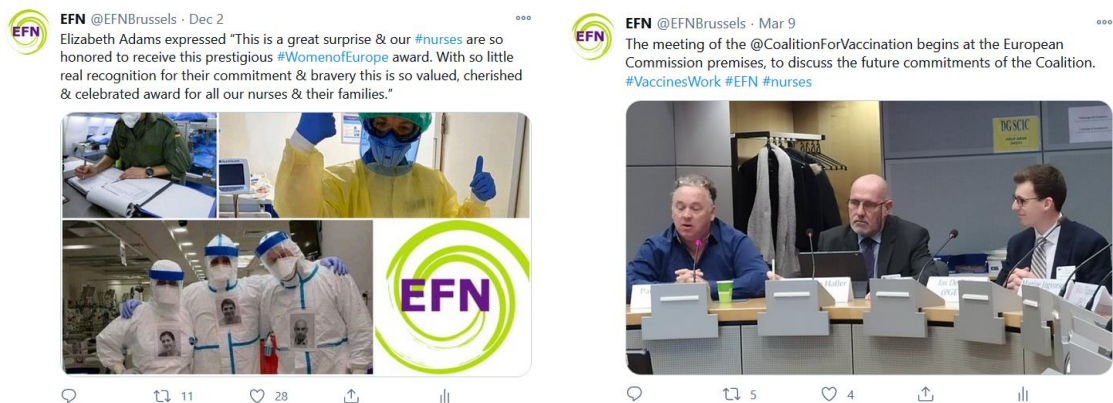 EFN @EFNBrussels · Dec 2
Elizabeth Adams expressed “This is a great surprise & our #nurses are so
honored to receive this prestigious #WomenofEurope award. With so little
real recognition for their commitment & bravery this is so valued, cherished
& celebrated award for all our nurses & their families.”
EFN
EFN
11
28
EFN @EFNBrussels · Mar 9
The meeting of the @CoalitionForVaccination begins at the European
Commission premises, to discuss the future commitments of the Coalition.
#VaccinesWork #EFN #nurses
EFN
DG SCIC
Haller
5
4